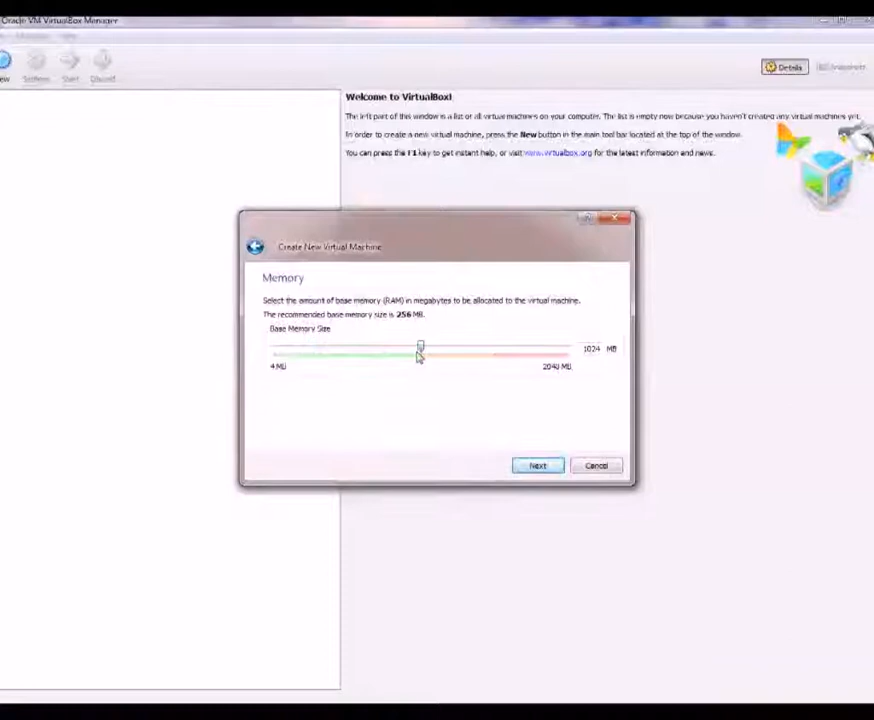 Oracle VM VirtualBox Manager
Start
Discard
Details
Snapshots
Welcome to VirtualBox!
The left part of this window is a list of all virtual machines on your computer. The list is empty now because you haven't created any virtual machines yet.
In order to create a new virtual machine, press the New button in the main tool bar located at the top of the window.
You can press the F1 key to get instant help, or visit www.virtualbox.org for the latest information and news.
Create New Virtual Machine
Memory
Select the amount of base memory (RAM) in megabytes to be allocated to the virtual machine.
The recommended base memory size is 256 MB.
Base Memory Size
1024 MB
4 MB
2048 MB
Next
Cancel